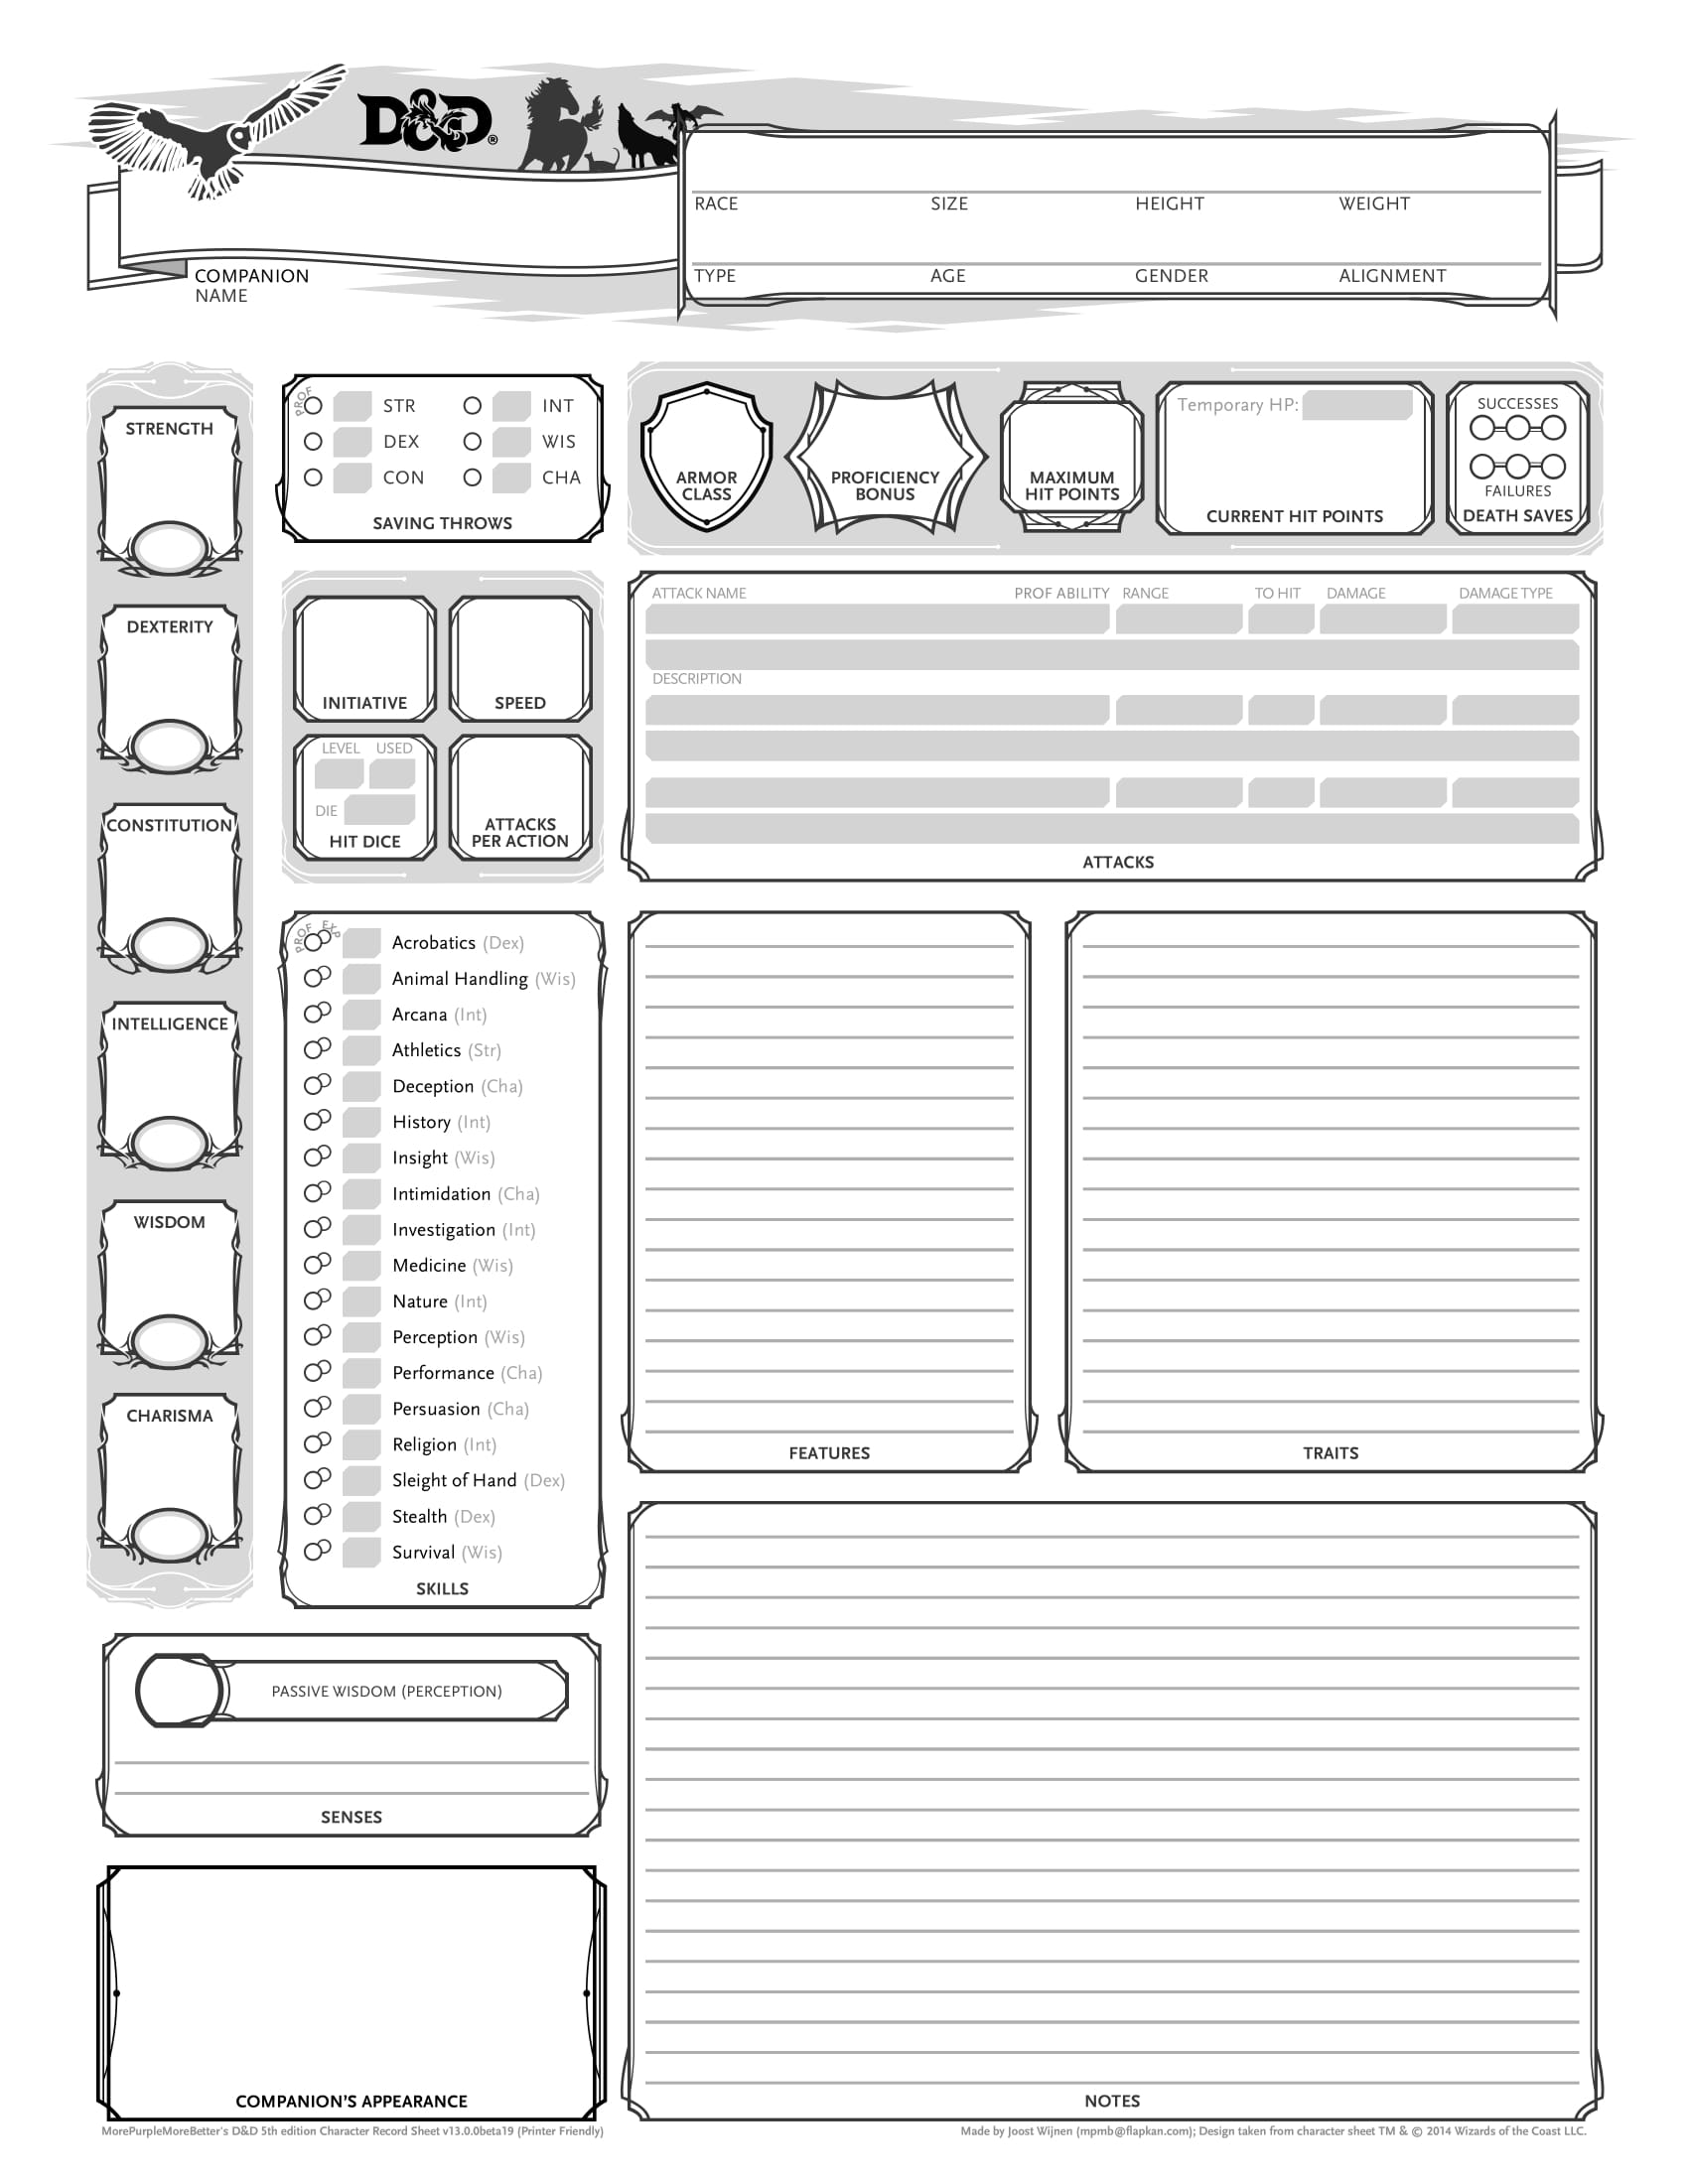 D&D®
RACE SIZE HEIGHT WEIGHT
TYPE AGE GENDER ALIGNMENT
COMPANION
NAME
STRENGTH
DEXTERITY
CONSTITUTION
INTELLIGENCE
WISDOM
CHARISMA
PROF
STR INT
DEX WIS
CON CHA
SAVING THROWS
ARMOR
CLASS
PROFICIENCY
BONUS
MAXIMUM
HIT POINTS
Temporary HP:
CURRENT HIT POINTS
SUCCESSES
FAILURES
DEATH SAVES
INITIATIVE
SPEED
LEVEL USED
DIE
HIT DICE
ATTACKS
PER ACTION
ATTACK NAME PROF ABILITY RANGE TO HIT DAMAGE DAMAGE TYPE
DESCRIPTION
ATTACKS
PROF EXP
Acrobatics (Dex)
Animal Handling (Wis)
Arcana (Int)
Athletics (Str)
Deception (Cha)
History (Int)
Insight (Wis)
Intimidation (Cha)
Investigation (Int)
Medicine (Wis)
Nature (Int)
Perception (Wis)
Performance (Cha)
Persuasion (Cha)
Religion (Int)
Sleight of Hand (Dex)
Stealth (Dex)
Survival (Wis)
SKILLS
FEATURES
TRAITS
PASSIVE WISDOM (PERCEPTION)
SENSES
COMPANION'S APPEARANCE
NOTES
MorePurpleMoreBetter's D&D 5th edition Character Record Sheet v13.0.0beta19 (Printer Friendly)
Made by Joost Wijnen (mpmb@flapkan.com); Design taken from character sheet TM & © 2014 Wizards of the Coast LLC.